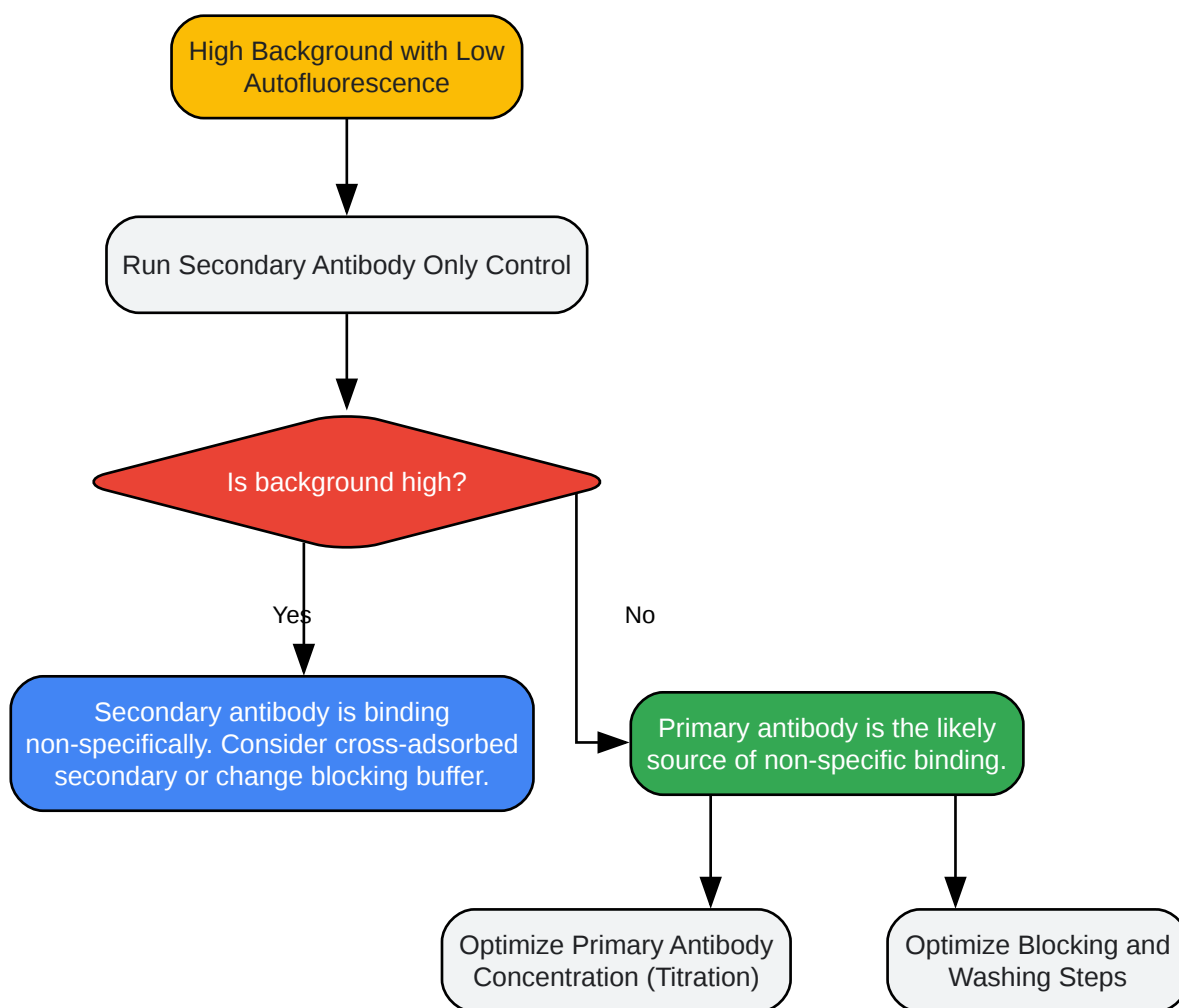 High Background with Low
Autofluorescence
Run Secondary Antibody Only Control
Is background high?
Yes
No
Secondary antibody is binding
non-specifically. Consider cross-adsorbed
secondary or change blocking buffer.
Primary antibody is the likely
source of non-specific binding.
Optimize Primary Antibody
Concentration (Titration)
Optimize Blocking and
Washing Steps